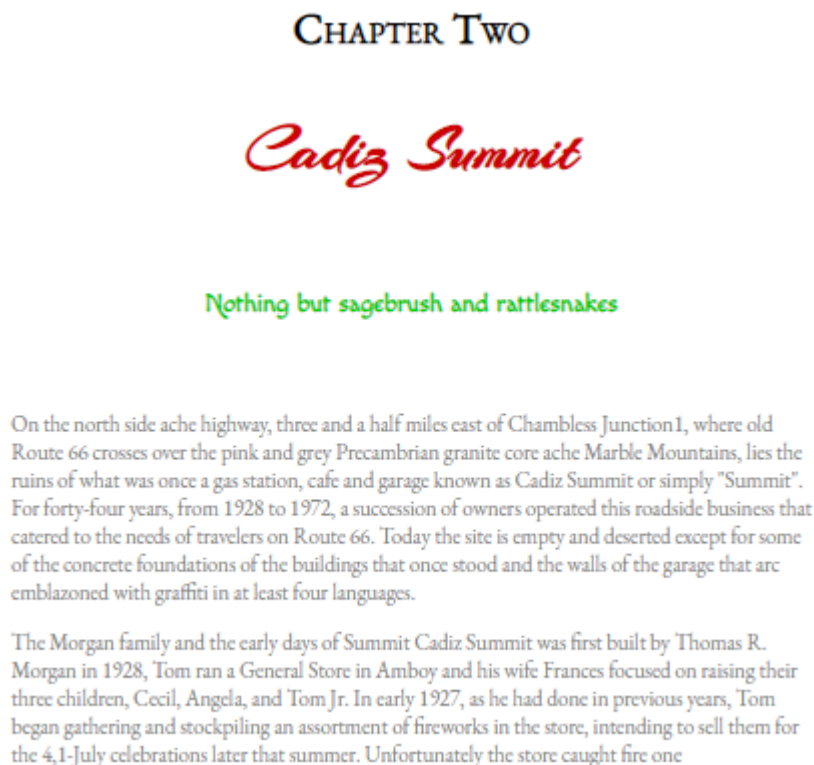 Chapter Two
Cadiz Summit
Nothing but sagebrush and rattlesnakes
On the north side ache highway, three and a half miles east of Chambless Junction1, where old
Route 66 crosses over the pink and grey Precambrian granite core ache Marble Mountains, lies the
ruins of what was once a gas station, cafe and garage known as Cadiz Summit or simply "Summit".
For forty-four years, from 1928 to 1972, a succession of owners operated this roadside business that
catered to the needs of travelers on Route 66. Today the site is empty and deserted except for some
of the concrete foundations of the buildings that once stood and the walls of the garage that arc
emblazoned with graffiti in at least four languages.
The Morgan family and the early days of Summit Cadiz Summit was first built by Thomas R.
Morgan in 1928, Tom ran a General Store in Amboy and his wife Frances focused on raising their
three children, Cecil, Angela, and Tom Jr. In early 1927, as he had done in previous years, Tom
began gathering and stockpiling an assortment of fireworks in the store, intending to sell them for
the 4,1-July celebrations later that summer. Unfortunately the store caught fire one